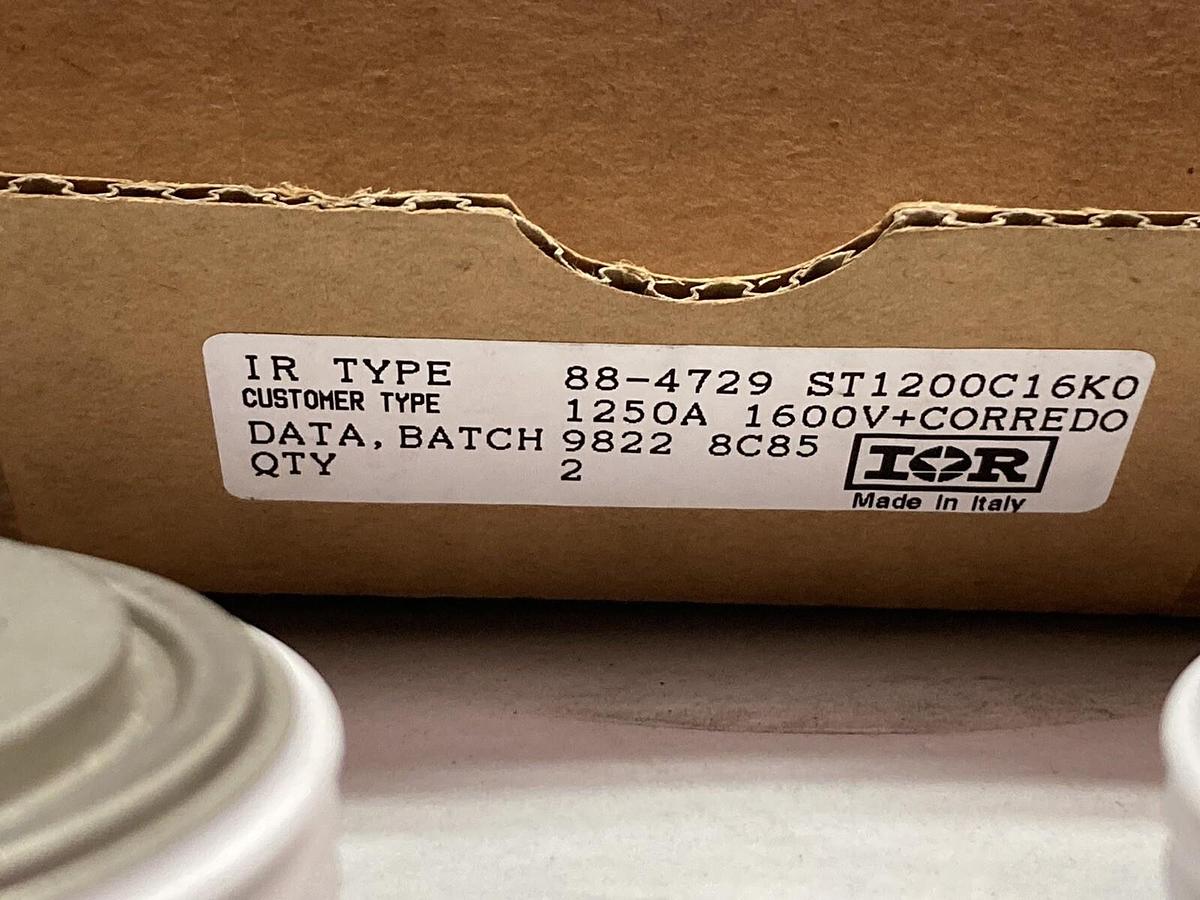 IR TYPE 88-4729 ST1200C16K0
CUSTOMER TYPE 1250A 1600V+CORREDO
DATA, BATCH 9822 8C85
QTY 2
IOR
Made in Italy